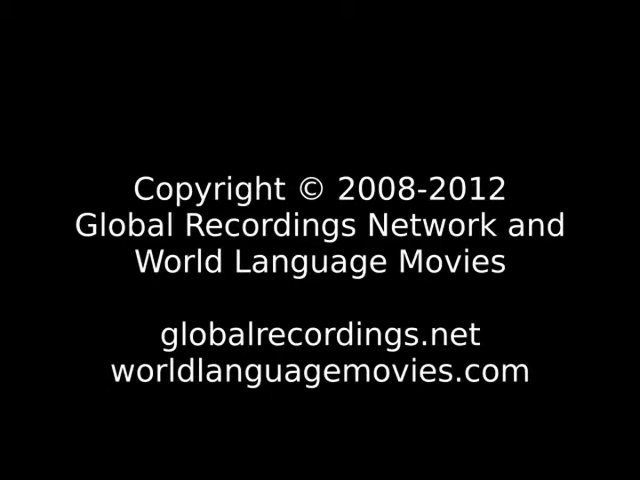 Copyright © 2008-2012
Global Recordings Network and
World Language Movies
globalrecordings.net
worldlanguagemovies.com